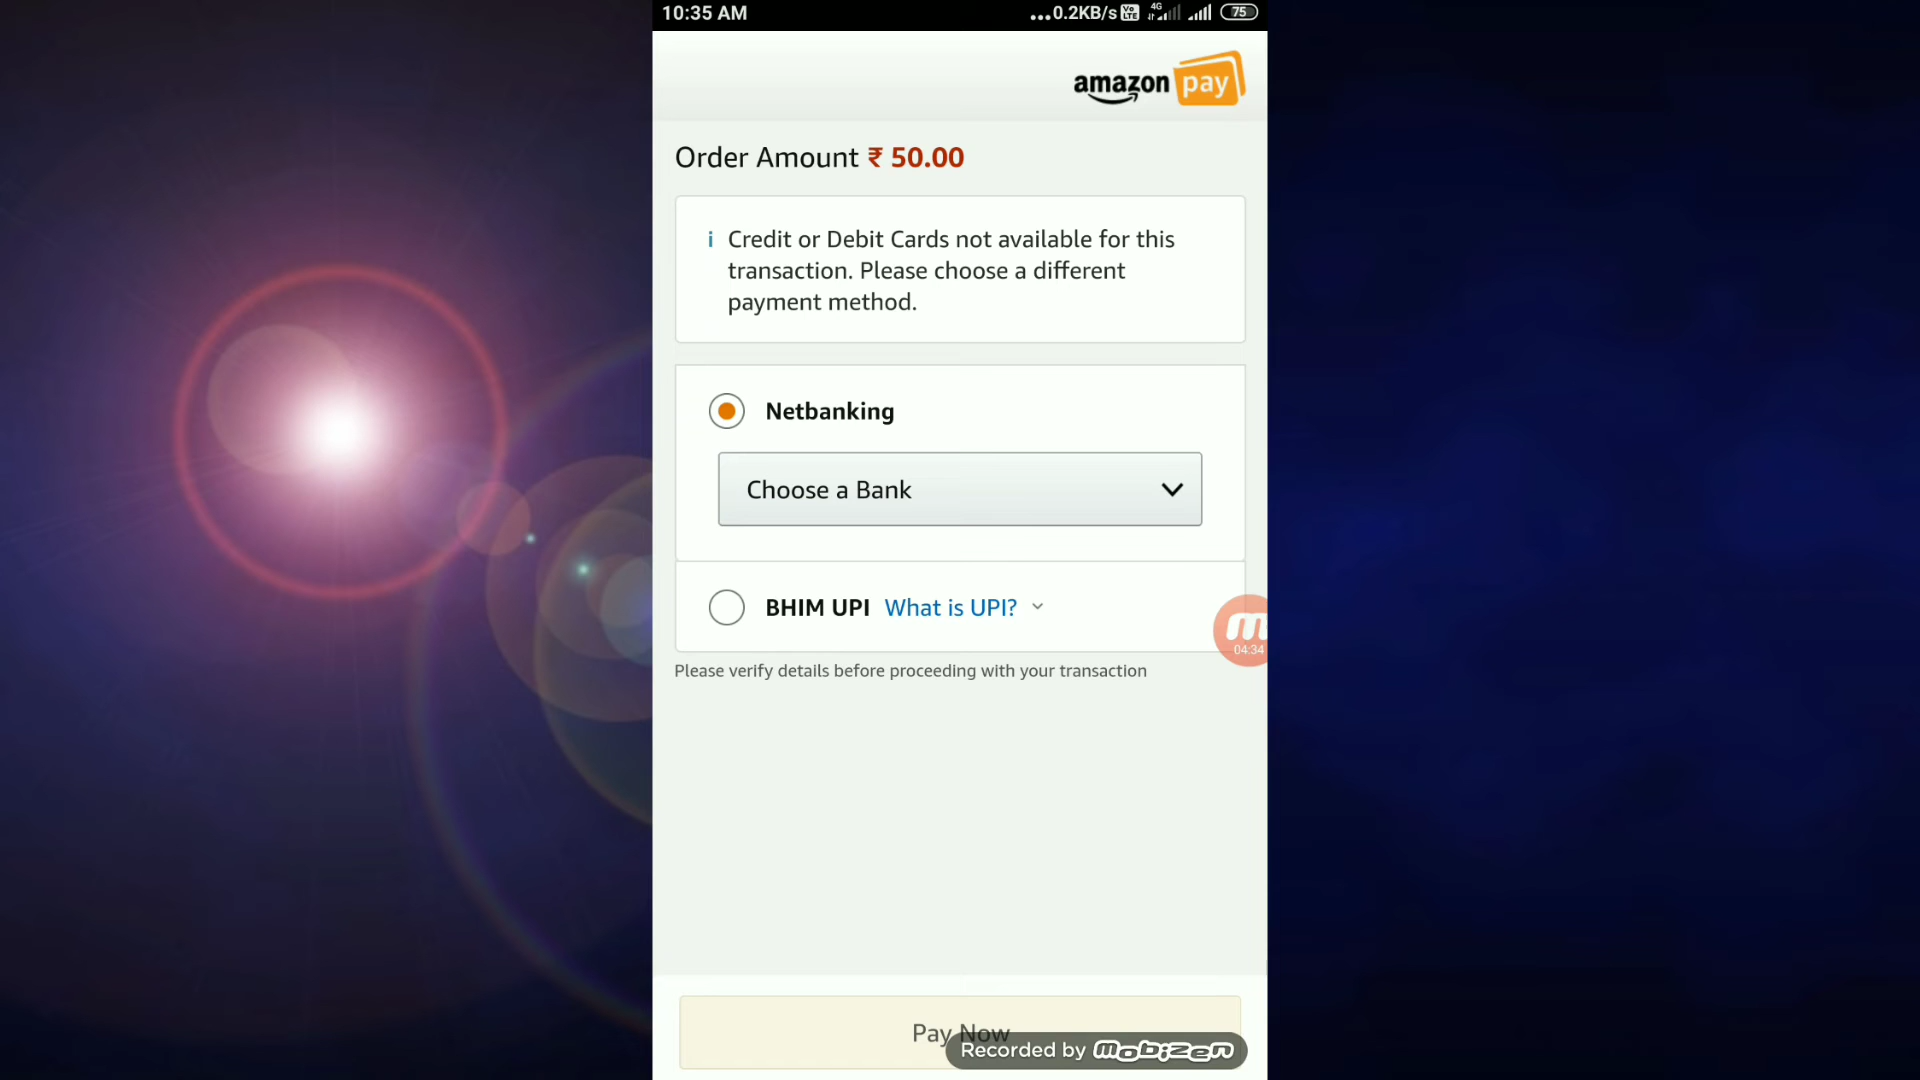 10:35 AM
...0.2KB/s Vo LTE 4G 75
amazon pay
Order Amount ₹ 50.00
i Credit or Debit Cards not available for this
transaction. Please choose a different
payment method.
Netbanking
Choose a Bank
BHIM UPI What is UPI?
m
04:34
Please verify details before proceeding with your transaction
Pay Now
Recorded by mobizen